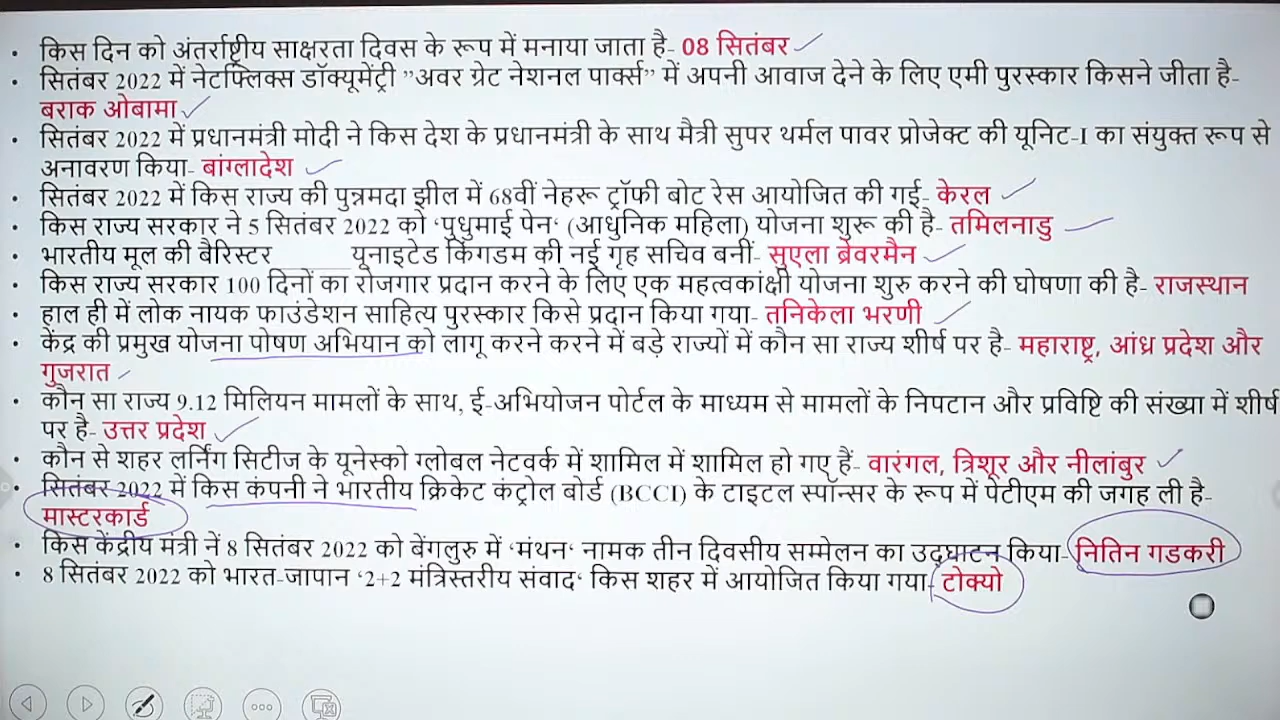 • किस दिन को अंतर्राष्ट्रीय साक्षरता दिवस के रूप में मनाया जाता है- 08 सितंबर
• सितंबर 2022 में नेटफ्लिक्स डॉक्यूमेंट्री ”अवर ग्रेट नेशनल पार्क्स” में अपनी आवाज देने के लिए एमी पुरस्कार किसने जीता है-
बराक ओबामा
• सितंबर 2022 में प्रधानमंत्री मोदी ने किस देश के प्रधानमंत्री के साथ मैत्री सुपर थर्मल पावर प्रोजेक्ट की यूनिट-I का संयुक्त रूप से
अनावरण किया- बांग्लादेश
• सितंबर 2022 में किस राज्य की पुन्नमदा झील में 68वीं नेहरू ट्रॉफी बोट रेस आयोजित की गई- केरल
• किस राज्य सरकार ने 5 सितंबर 2022 को ‘पुधुमाई पेन‘ (आधुनिक महिला) योजना शुरू की है- तमिलनाडु
• भारतीय मूल की बैरिस्टर यूनाइटेड किंगडम की नई गृह सचिव बनीं- सुएला ब्रेवरमैन
• किस राज्य सरकार 100 दिनों का रोजगार प्रदान करने के लिए एक महत्वकांक्षी योजना शुरु करने की घोषणा की है- राजस्थान
• हाल ही में लोक नायक फाउंडेशन साहित्य पुरस्कार किसे प्रदान किया गया- तनिकेला भरणी
• केंद्र की प्रमुख योजना पोषण अभियान को लागू करने करने में बड़े राज्यों में कौन सा राज्य शीर्ष पर है- महाराष्ट्र, आंध्र प्रदेश और
गुजरात
• कौन सा राज्य 9.12 मिलियन मामलों के साथ, ई-अभियोजन पोर्टल के माध्यम से मामलों के निपटान और प्रविष्टि की संख्या में शीर्ष
पर है- उत्तर प्रदेश
• कौन से शहर लर्निंग सिटीज के यूनेस्को ग्लोबल नेटवर्क में शामिल में शामिल हो गए हैं- वारंगल, त्रिशूर और नीलांबुर
• सितंबर 2022 में किस कंपनी ने भारतीय क्रिकेट कंट्रोल बोर्ड (BCCI) के टाइटल स्पॉन्सर के रूप में पेटीएम की जगह ली है-
मास्टरकार्ड
• किस केंद्रीय मंत्री नें 8 सितंबर 2022 को बेंगलुरु में ‘मंथन‘ नामक तीन दिवसीय सम्मेलन का उद्घाटन किया- नितिन गडकरी
• 8 सितंबर 2022 को भारत-जापान ‘2+2 मंत्रिस्तरीय संवाद‘ किस शहर में आयोजित किया गया- टोक्यो